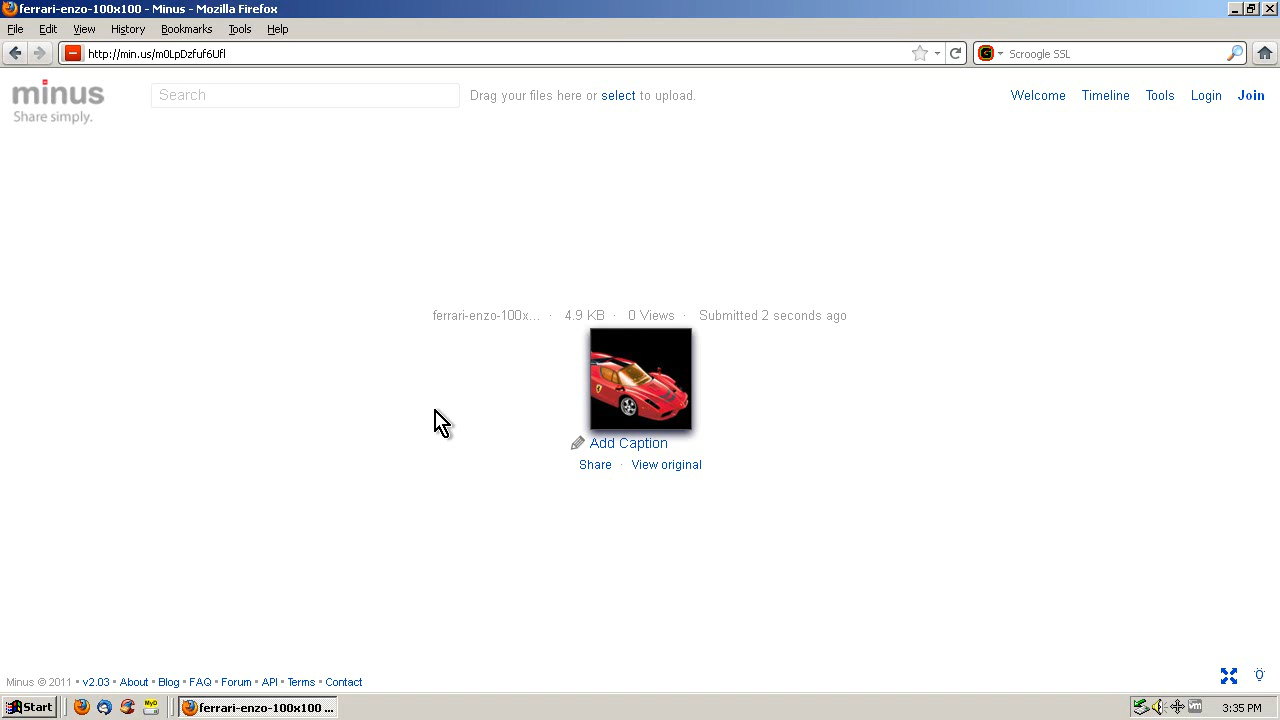 ferrari-enzo-100x100 - Minus - Mozilla Firefox
File Edit View History Bookmarks Tools Help
http://min.us/m0LpDzfuf6Ufl
Scroogle SSL
minus
Share simply.
Search
Drag your files here or select to upload.
Welcome Timeline Tools Login Join
ferrari-enzo-100x... · 4.9 KB · 0 Views · Submitted 2 seconds ago
Add Caption
Share · View original
Minus © 2011 • v2.03 • About • Blog • FAQ • Forum • API • Terms • Contact
Start
MyD
ferrari-enzo-100x100 ...
vm
3:35 PM